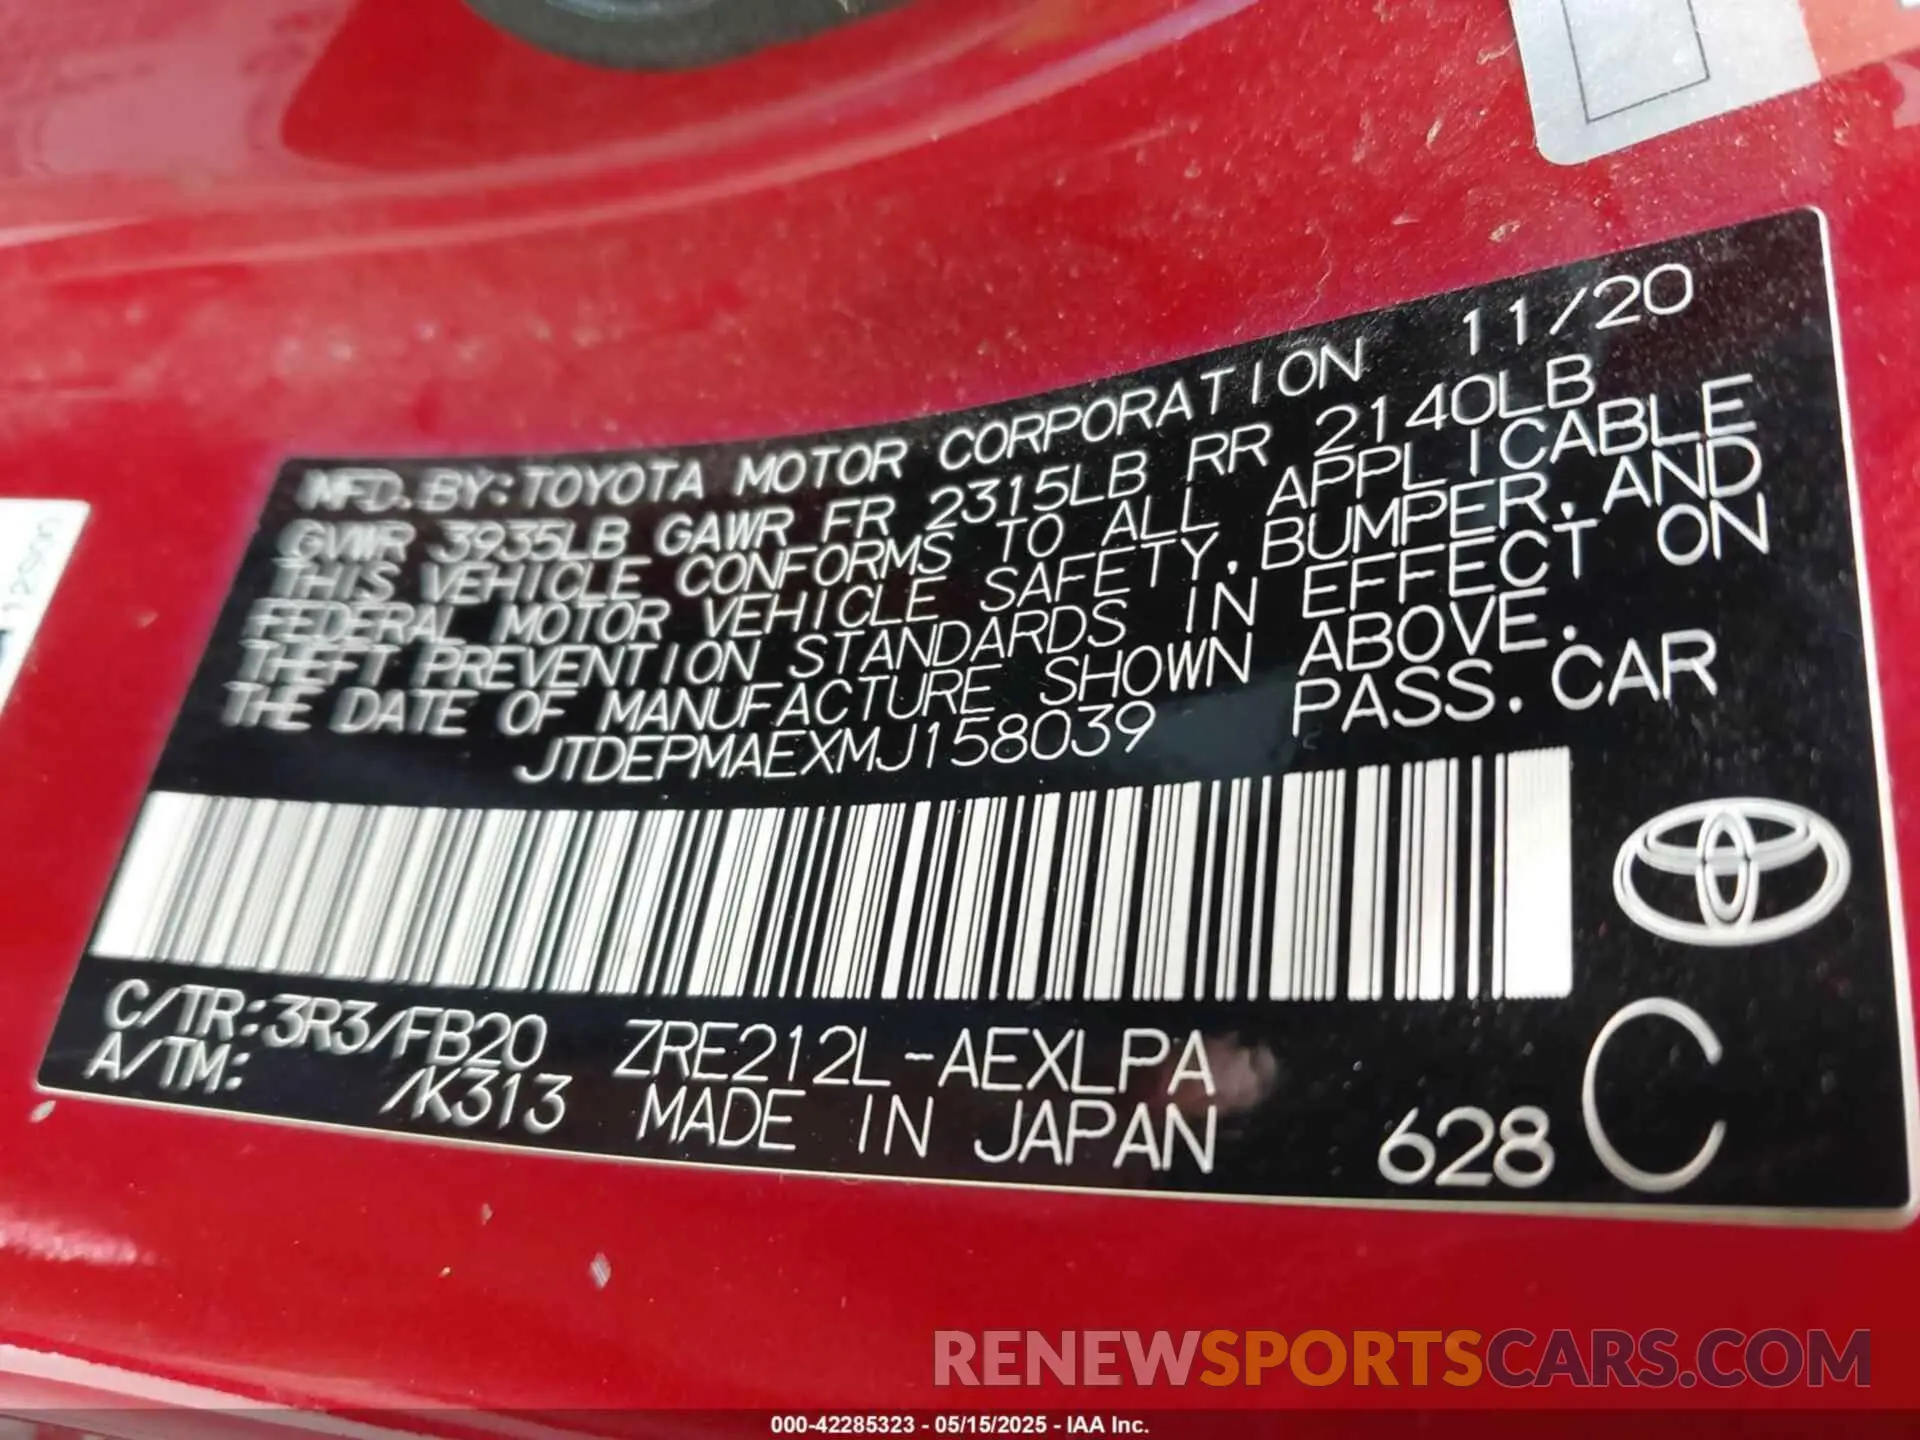 MFD. BY: TOYOTA MOTOR CORPORATION 11/20
GVWR 3935LB GAWR FR 2315LB RR 2140LB
THIS VEHICLE CONFORMS TO ALL APPLICABLE
FEDERAL MOTOR VEHICLE SAFETY, BUMPER, AND
THEFT PREVENTION STANDARDS IN EFFECT ON
THE DATE OF MANUFACTURE SHOWN ABOVE.
JTDEPMAEXMJ158039 PASS. CAR
C/TR: 3R3/FB20 ZRE212L-AEXLPA
A/TM: /K313 MADE IN JAPAN 628 C
RENEWSPORTSCARS.COM
000-42285323 - 05/15/2025 - IAA Inc.